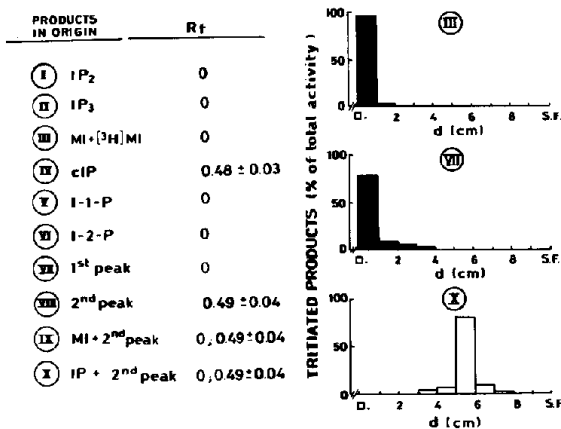 PRODUCTS IN ORIGIN Rf
I IP2 0
II IP3 0
III MI+[3H]MI 0
IV cIP 0.48 ± 0.03
V I-1-P 0
VI I-2-P 0
VII 1st peak 0
VIII 2nd peak 0.49 ± 0.04
IX MI + 2nd peak 0, 0.49 ± 0.04
X IP + 2nd peak 0, 0.49 ± 0.04
TRITIATED PRODUCTS (% of total activity)
III
100
50
0
O. 2 4 6 8 S.F.
d (cm)
VII
100
50
0
O. 2 4 6 8 S.F.
d (cm)
X
100
50
0
O. 2 4 6 8 S.F.
d (cm)